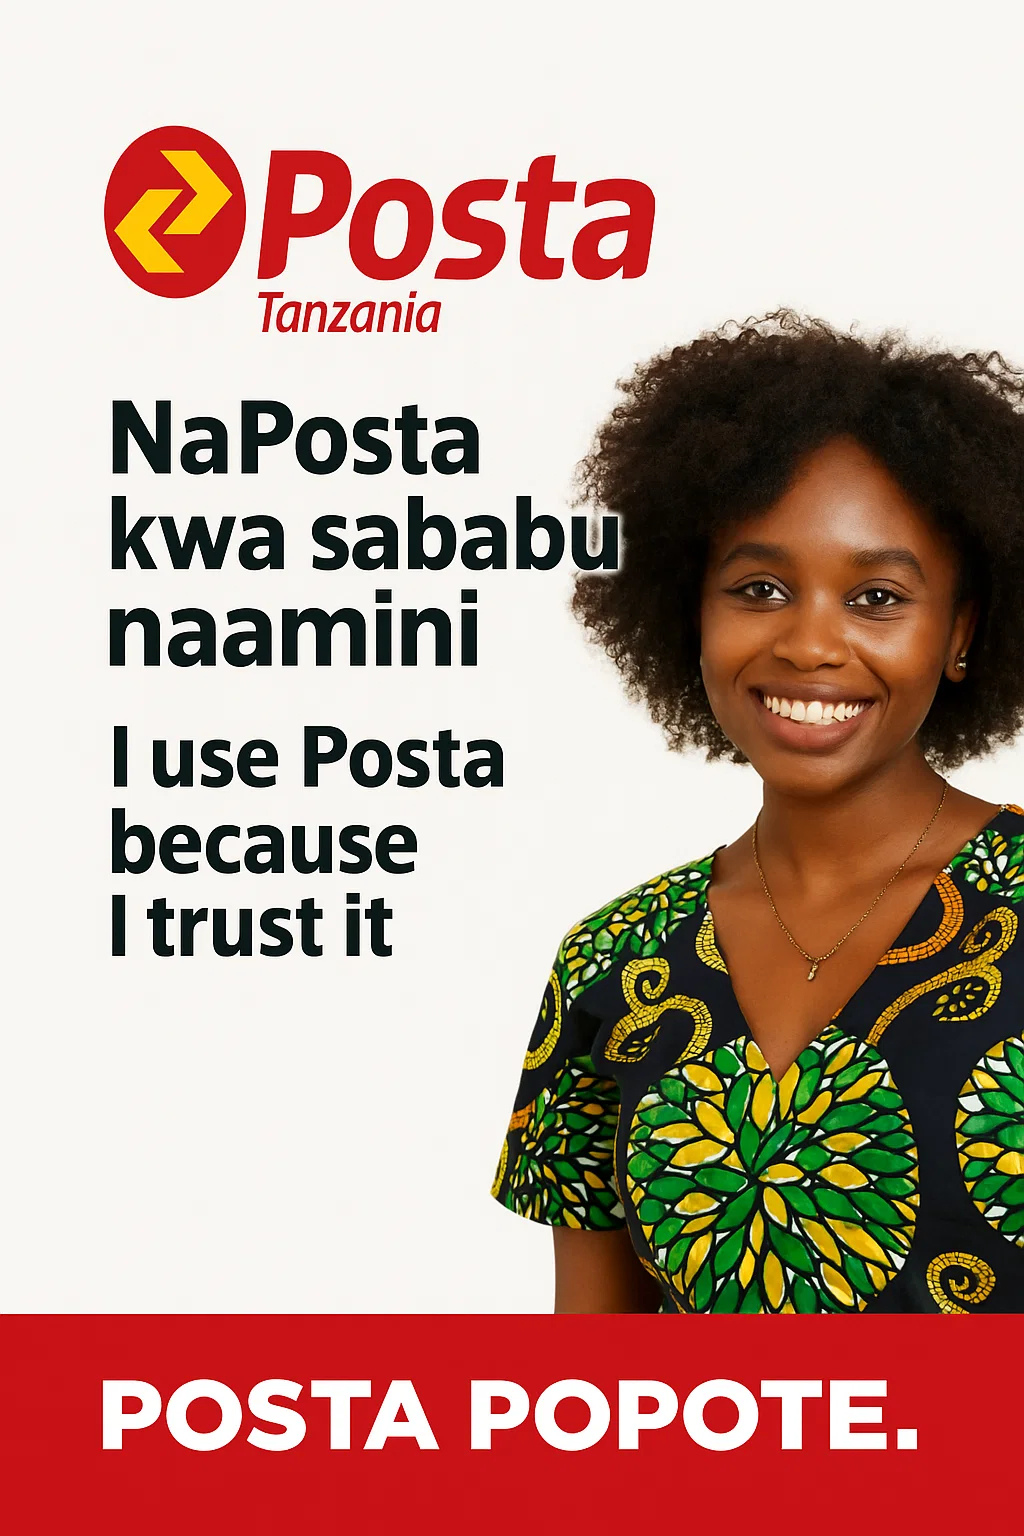 Posta
Tanzania
NaPosta
kwa sababu
naamini
I use Posta
because
I trust it
POSTA POPOTE.